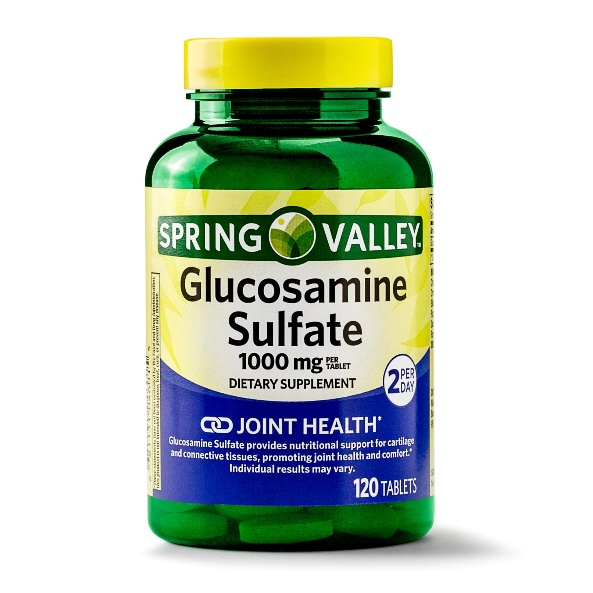 SPRING VALLEY™
Glucosamine
Sulfate
1000 mg PER TABLET
DIETARY SUPPLEMENT
2 PER DAY
JOINT HEALTH*
Glucosamine Sulfate provides nutritional support for cartilage
and connective tissues, promoting joint health and comfort.*
Individual results may vary.
120 TABLETS